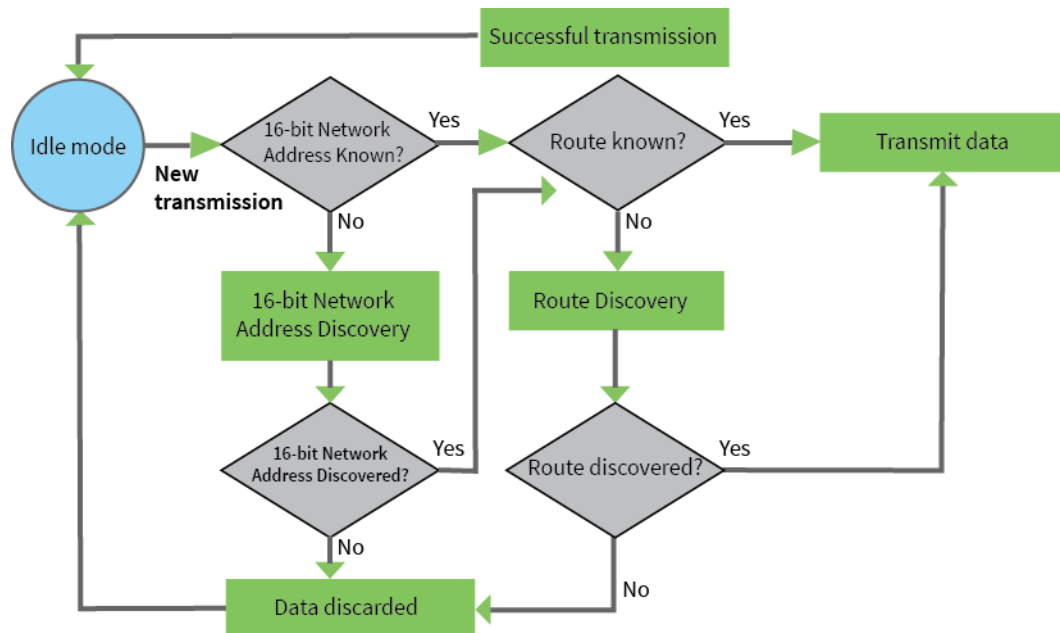 Successful transmission
Idle mode
New
transmission
16-bit Network
Address Known?
Yes
Route known?
Yes
Transmit data
No
No
16-bit Network
Address Discovery
Route Discovery
16-bit Network
Address Discovered?
Yes
Route discovered?
Yes
No
No
Data discarded